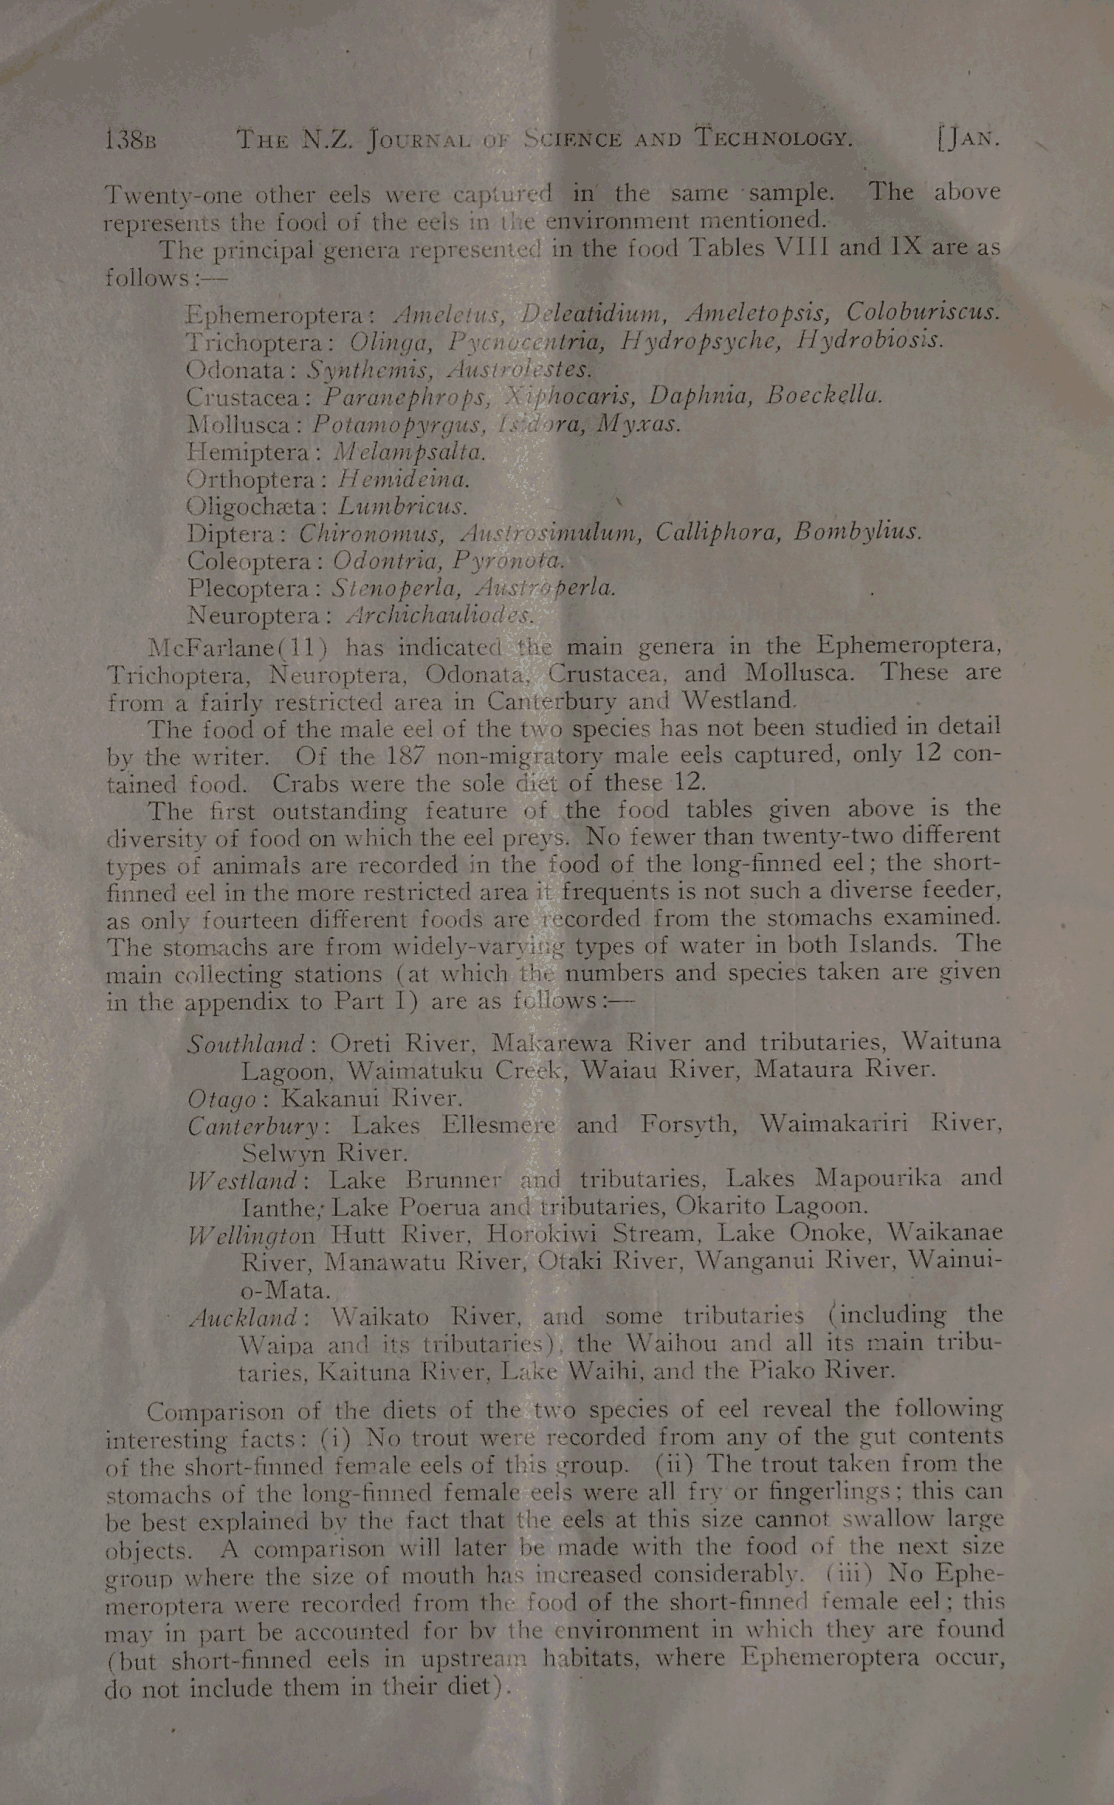 138B THE N.Z. JOURNAL OF SCIENCE AND TECHNOLOGY. [JAN.
Twenty-one other eels were captured in the same sample. The above
represents the food of the eels in the environment mentioned.
The principal genera represented in the food Tables VIII and IX are as
follows:—
Ephemeroptera: Ameletus, Deleatidium, Ameletopsis, Coloburiscus.
Trichoptera: Olinga, Pycnocentria, Hydropsyche, Hydrobiosis.
Odonata: Synthemis, Austrolestes.
Crustacea: Paranephrops, Xiphocaris, Daphnia, Boeckella.
Mollusca: Potamopyrgus, Isidora, Myxas.
Hemiptera: Melampsalta.
Orthoptera: Hemideina.
Oligochæta: Lumbricus.
Diptera: Chironomus, Austrosimulum, Calliphora, Bombylius.
Coleoptera: Odontria, Pyronota.
Plecoptera: Stenoperla, Austroperla.
Neuroptera: Archichauliodes.
McFarlane(11) has indicated the main genera in the Ephemeroptera,
Trichoptera, Neuroptera, Odonata, Crustacea, and Mollusca. These are
from a fairly restricted area in Canterbury and Westland.
The food of the male eel of the two species has not been studied in detail
by the writer. Of the 187 non-migratory male eels captured, only 12 con-
tained food. Crabs were the sole diet of these 12.
The first outstanding feature of the food tables given above is the
diversity of food on which the eel preys. No fewer than twenty-two different
types of animals are recorded in the food of the long-finned eel; the short-
finned eel in the more restricted area it frequents is not such a diverse feeder,
as only fourteen different foods are recorded from the stomachs examined.
The stomachs are from widely-varying types of water in both Islands. The
main collecting stations (at which the numbers and species taken are given
in the appendix to Part I) are as follows:—
Southland: Oreti River, Makarewa River and tributaries, Waituna
Lagoon, Waimatuku Creek, Waiau River, Mataura River.
Otago: Kakanui River.
Canterbury: Lakes Ellesmere and Forsyth, Waimakariri River,
Selwyn River.
Westland: Lake Brunner and tributaries, Lakes Mapourika and
Ianthe; Lake Poerua and tributaries, Okarito Lagoon.
Wellington Hutt River, Horokiwi Stream, Lake Onoke, Waikanae
River, Manawatu River, Otaki River, Wanganui River, Wainui-
o-Mata.
Auckland: Waikato River, and some tributaries (including the
Waipa and its tributaries), the Waihou and all its main tribu-
taries, Kaituna River, Lake Waihi, and the Piako River.
Comparison of the diets of the two species of eel reveal the following
interesting facts: (i) No trout were recorded from any of the gut contents
of the short-finned female eels of this group. (ii) The trout taken from the
stomachs of the long-finned female eels were all fry or fingerlings; this can
be best explained by the fact that the eels at this size cannot swallow large
objects. A comparison will later be made with the food of the next size
group where the size of mouth has increased considerably. (iii) No Ephe-
meroptera were recorded from the food of the short-finned female eel; this
may in part be accounted for by the environment in which they are found
(but short-finned eels in upstream habitats, where Ephemeroptera occur,
do not include them in their diet).